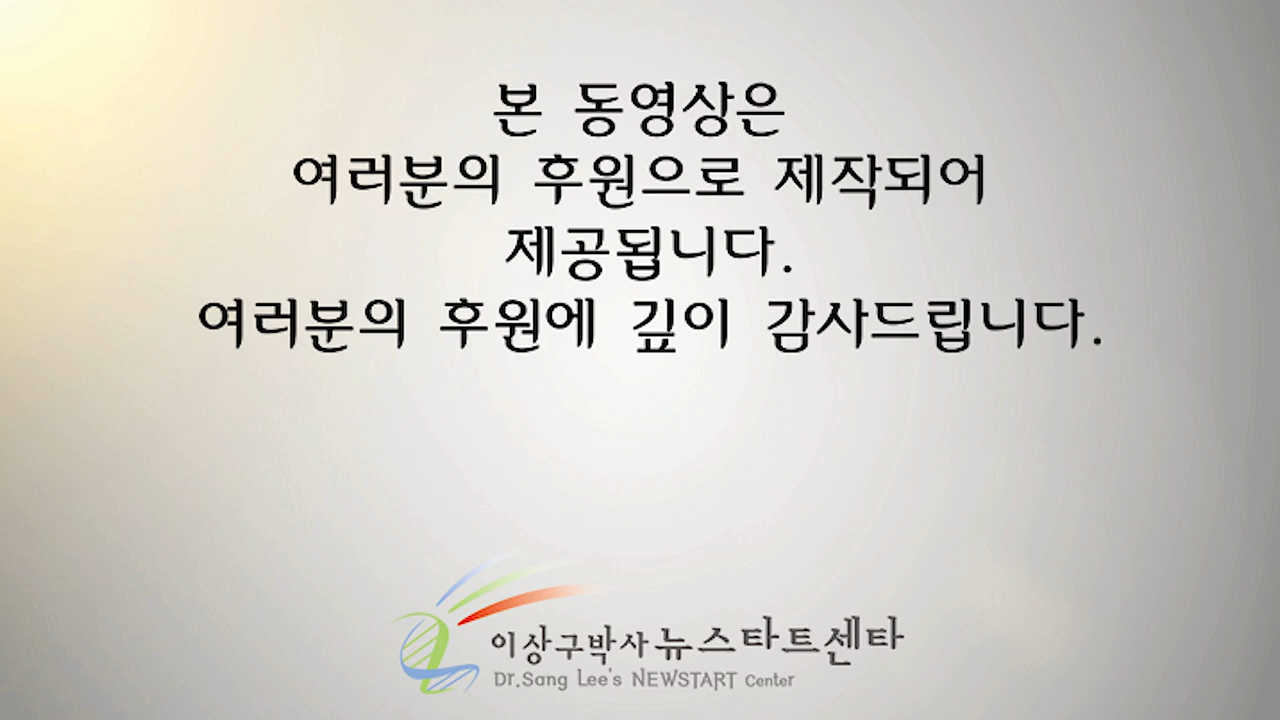 본 동영상은
여러분의 후원으로 제작되어
제공됩니다.
여러분의 후원에 깊이 감사드립니다.
이상구박사 뉴스타트센타
Dr.Sang Lee's NEWSTART Center